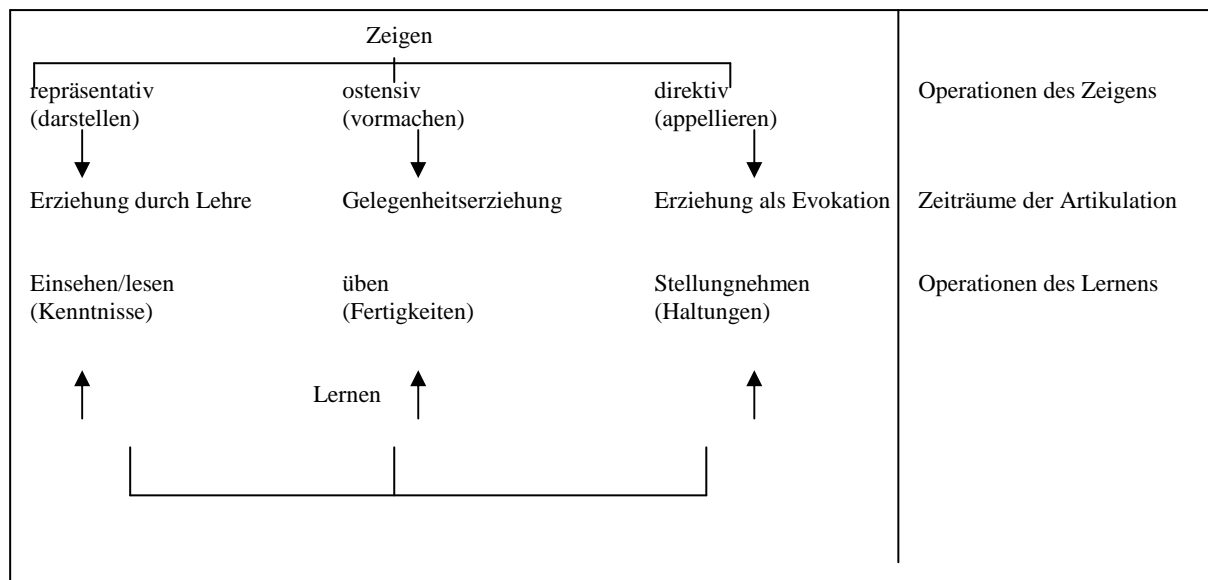 Zeigen
repräsentativ ostensiv direktiv Operationen des Zeigens
(darstellen) (vormachen) (appellieren)
Erziehung durch Lehre Gelegenheitserziehung Erziehung als Evokation Zeiträume der Artikulation
Einsehen/lesen üben Stellungnehmen Operationen des Lernens
(Kenntnisse) (Fertigkeiten) (Haltungen)
Lernen